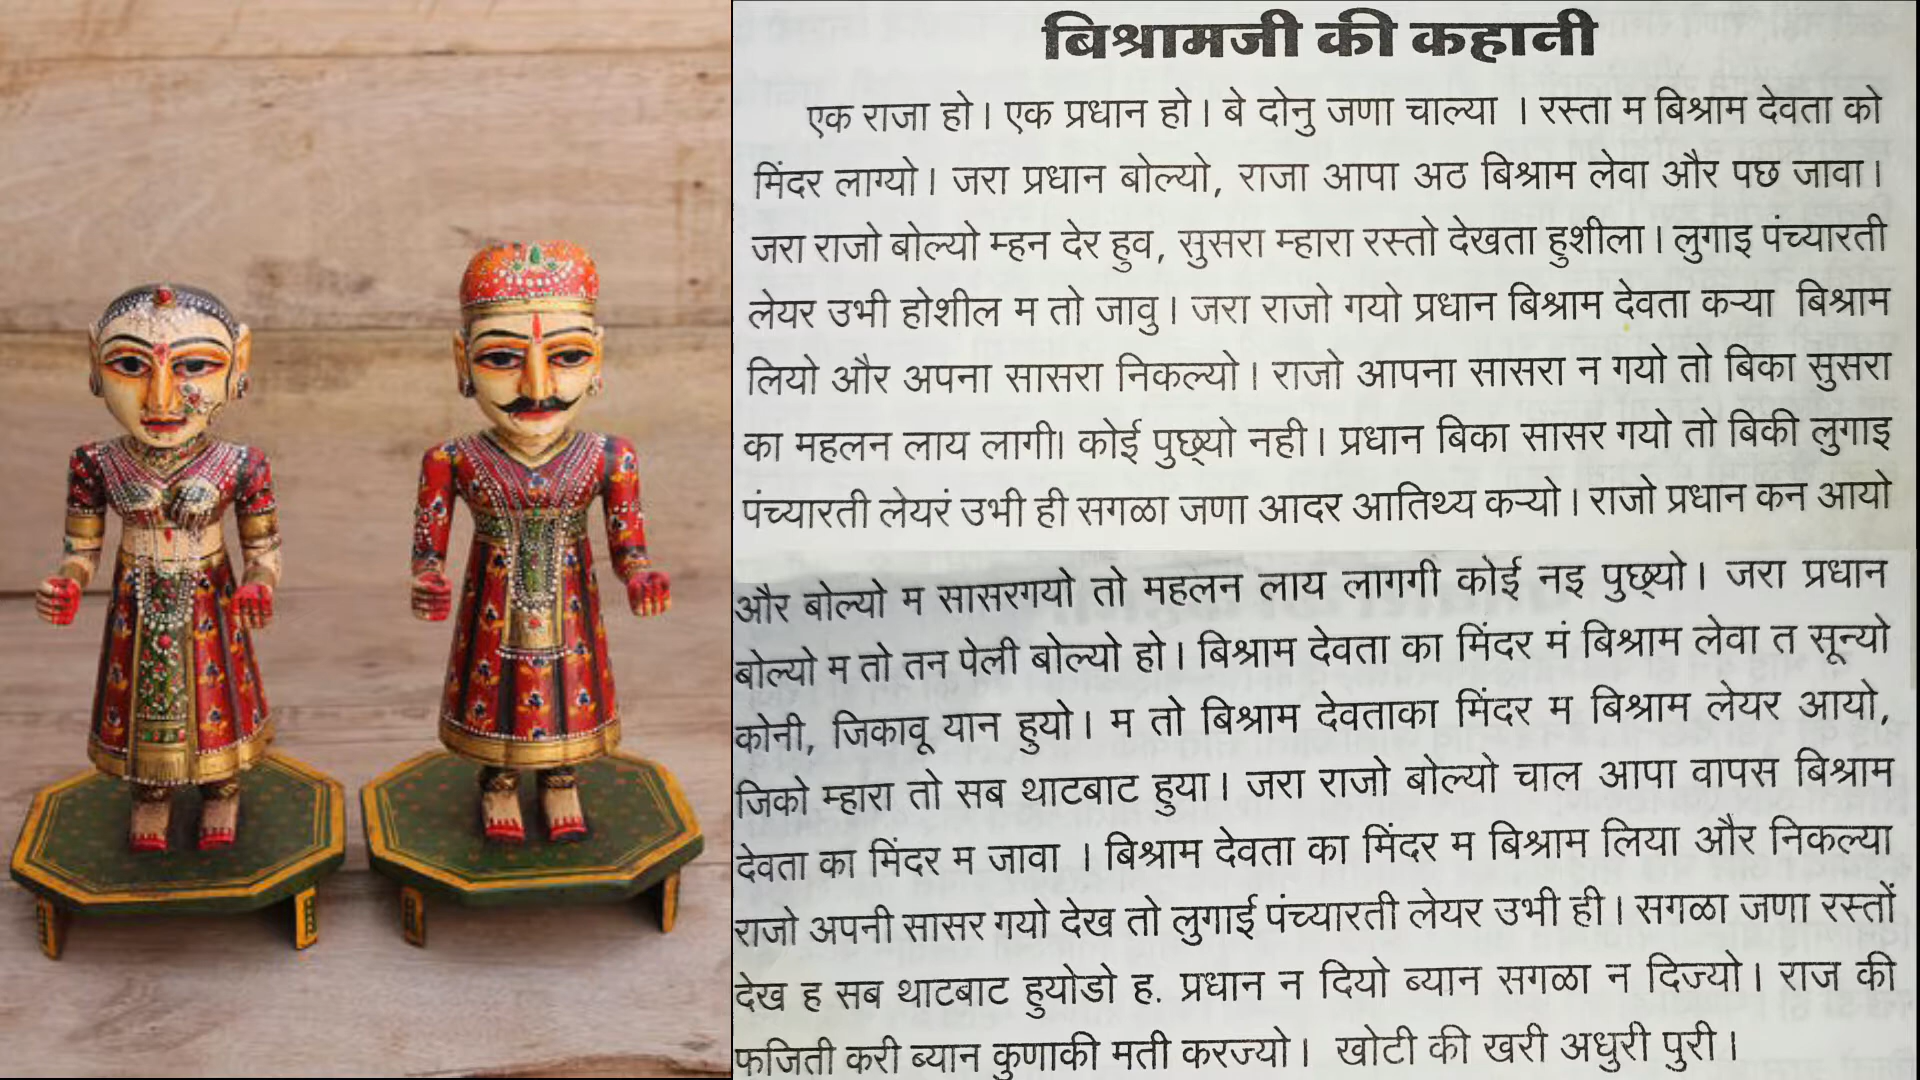 बिश्रामजी की कहानी
एक राजा हो। एक प्रधान हो। बे दोनु जणा चाल्या । रस्ता म बिश्राम देवता को
मिंदर लाग्यो। जरा प्रधान बोल्यो, राजा आपा अठ बिश्राम लेवा और पछ जावा।
जरा राजो बोल्यो म्हन देर हुव, सुसरा म्हारा रस्तो देखता हुशीला। लुगाइ पंच्यारती
लेयर उभी होशील म तो जावु। जरा राजो गयो प्रधान बिश्राम देवता कऱ्या बिश्राम
लियो और अपना सासरा निकल्यो। राजो आपना सासरा न गयो तो बिका सुसरा
का महलन लाय लागी। कोई पुछ्यो नही। प्रधान बिका सासर गयो तो बिकी लुगाइ
पंच्यारती लेयरं उभी ही सगळा जणा आदर आतिथ्य कऱ्यो। राजो प्रधान कन आयो
और बोल्यो म सासरगयो तो महलन लाय लागगी कोई नइ पुछ्यो। जरा प्रधान
बोल्यो म तो तन पेली बोल्यो हो। बिश्राम देवता का मिंदर मं बिश्राम लेवा त सून्यो
कोनी, जिकावू यान हुयो। म तो बिश्राम देवताका मिंदर म बिश्राम लेयर आयो,
जिको म्हारा तो सब थाटबाट हुया। जरा राजो बोल्यो चाल आपा वापस बिश्राम
देवता का मिंदर म जावा । बिश्राम देवता का मिंदर म बिश्राम लिया और निकल्या
राजो अपनी सासर गयो देख तो लुगाई पंच्यारती लेयर उभी ही। सगळा जणा रस्तों
देख ह सब थाटबाट हुयोडो ह. प्रधान न दियो ब्यान सगळा न दिज्यो। राज की
फजिती करी ब्यान कुणाकी मती करज्यो। खोटी की खरी अधुरी पुरी।